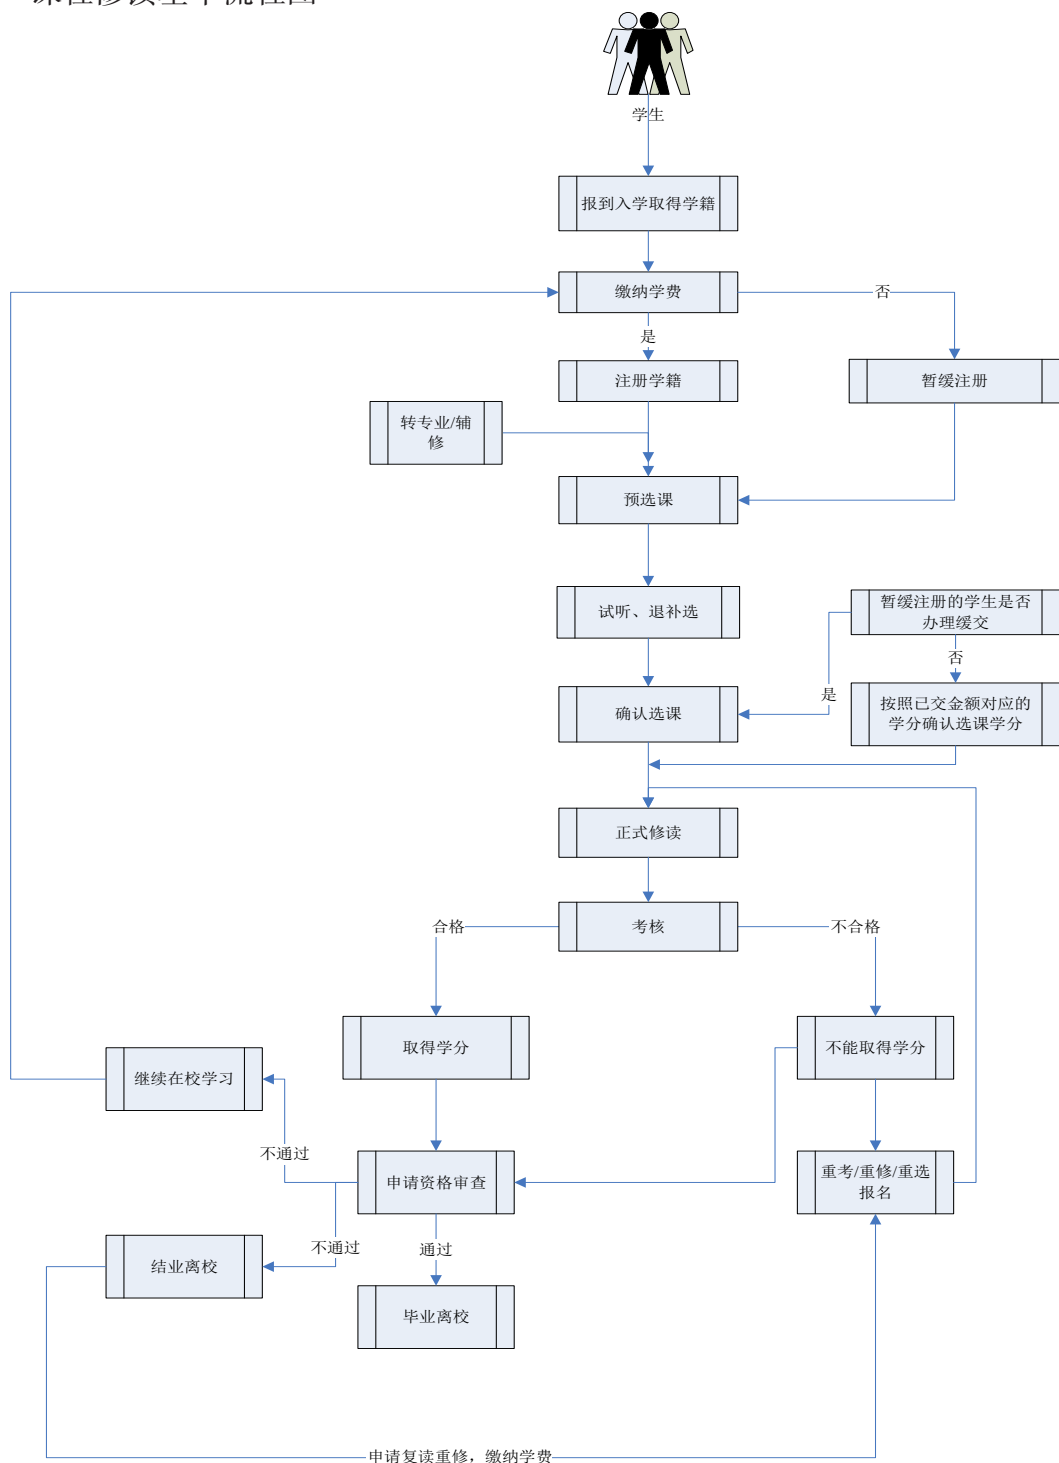 学生
报到入学取得学籍
缴纳学费
否
是
注册学籍
暂缓注册
转专业/辅
修
预选课
试听、退补选
暂缓注册的学生是否
办理缓交
否
是
确认选课
按照已交金额对应的
学分确认选课学分
正式修读
合格
考核
不合格
取得学分
不能取得学分
继续在校学习
不通过
申请资格审查
重考/重修/重选
报名
不通过
通过
结业离校
毕业离校
申请复读重修，缴纳学费